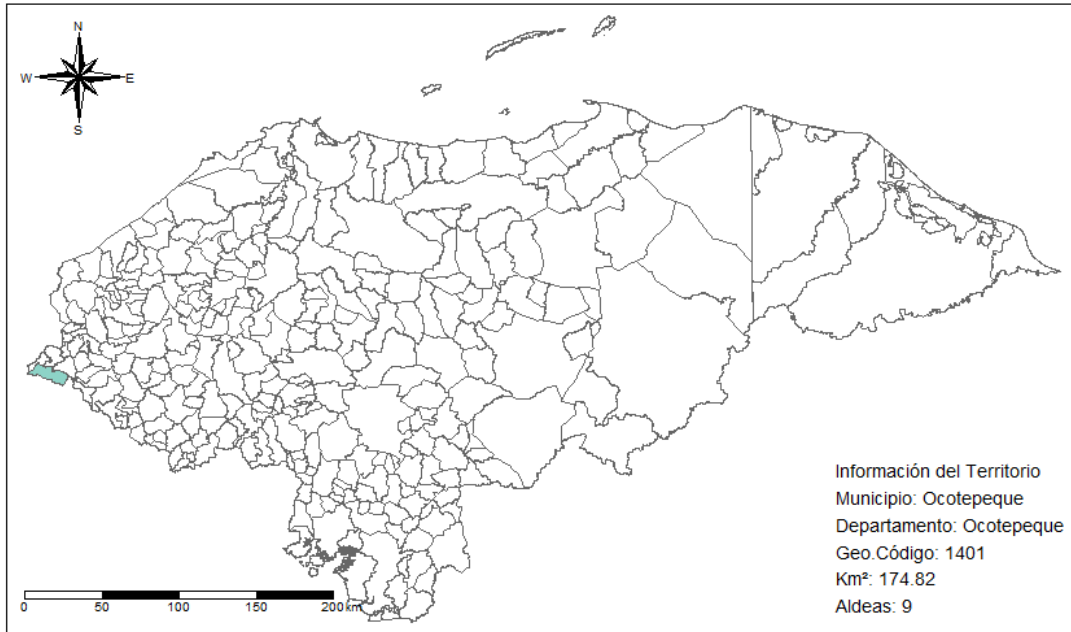 N
W E
S
Información del Territorio
Municipio: Ocotepeque
Departamento: Ocotepeque
Geo.Código: 1401
Km²: 174.82
Aldeas: 9
0 50 100 150 200 km